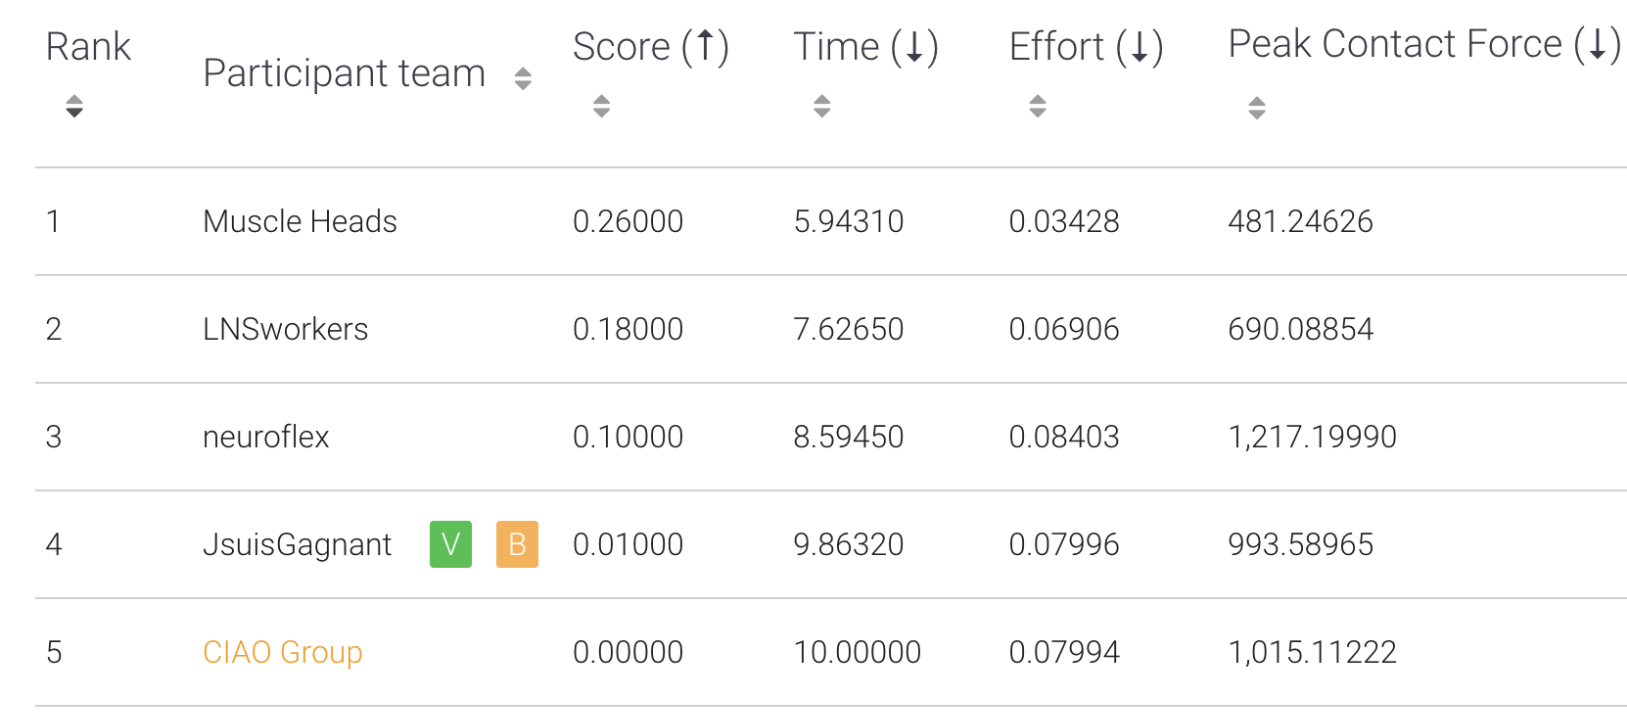 Rank Participant team Score (↑) Time (↓) Effort (↓) Peak Contact Force (↓)
1 Muscle Heads 0.26000 5.94310 0.03428 481.24626
2 LNSworkers 0.18000 7.62650 0.06906 690.08854
3 neuroflex 0.10000 8.59450 0.08403 1,217.19990
4 JsuisGagnant V B 0.01000 9.86320 0.07996 993.58965
5 CIAO Group 0.00000 10.00000 0.07994 1,015.11222